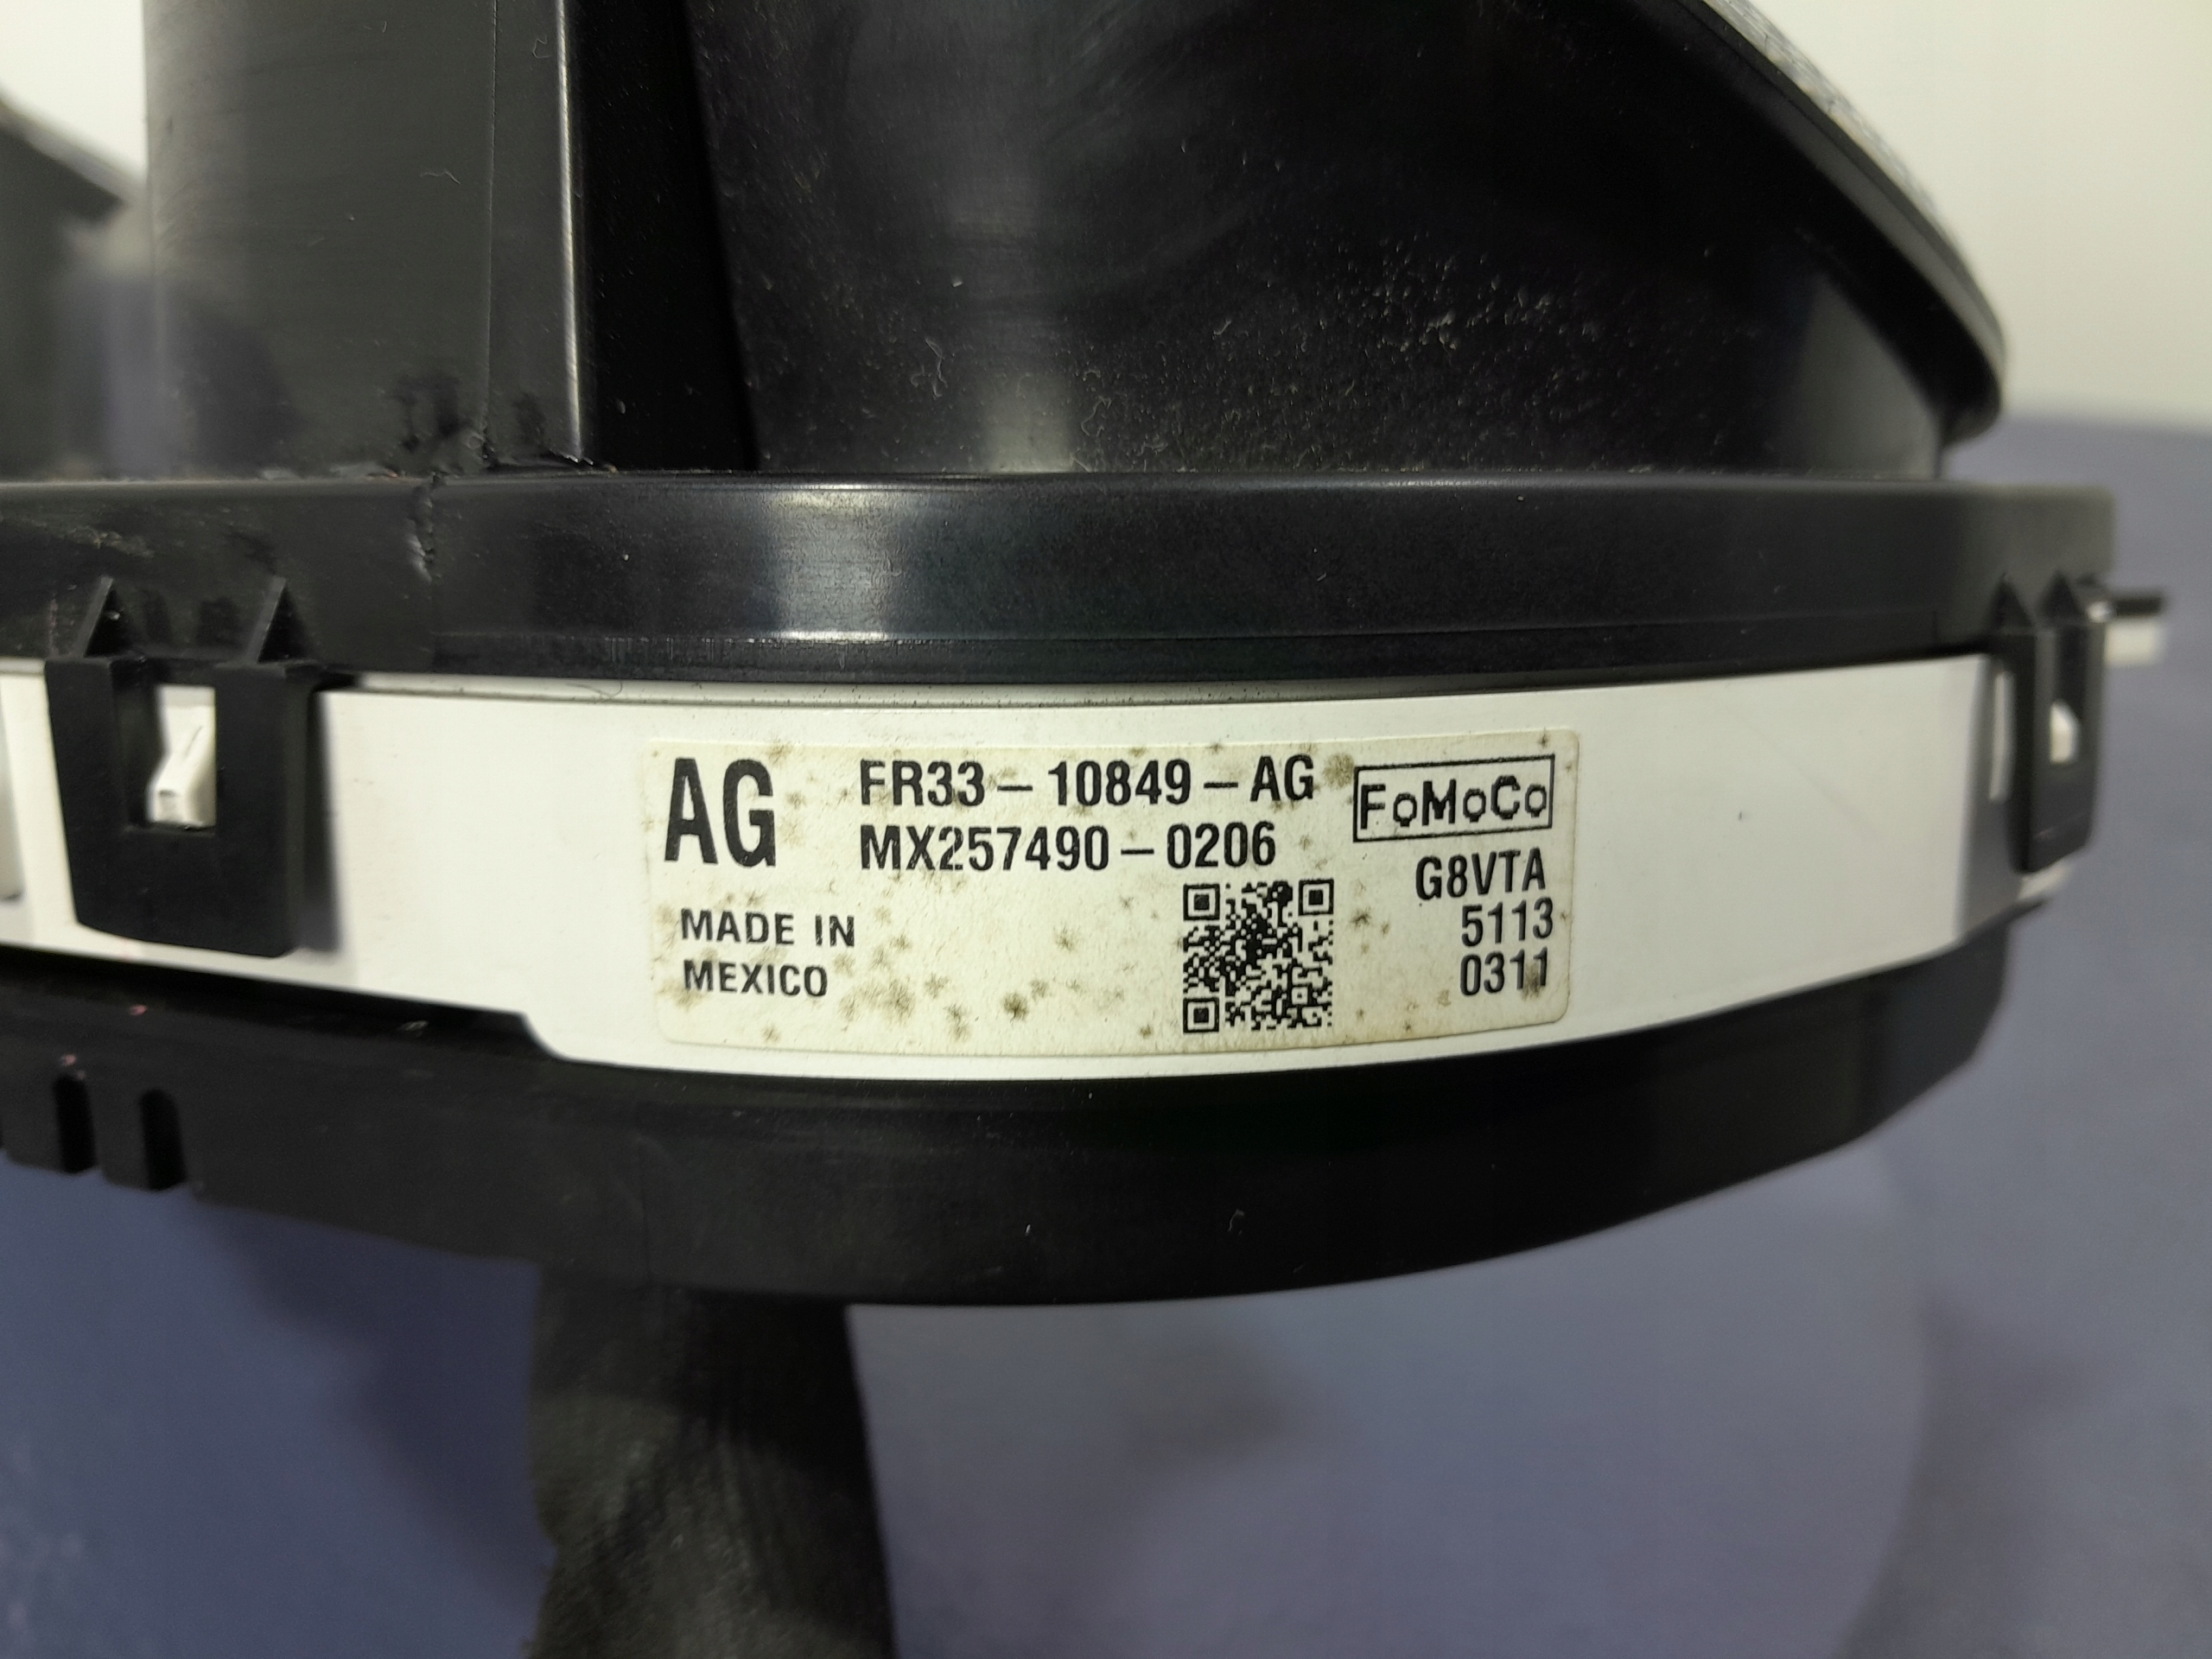 AG
FR33-10849-AG
MX257490-0206
FoMoCo
G8VTA
5113
0311
MADE IN
MEXICO